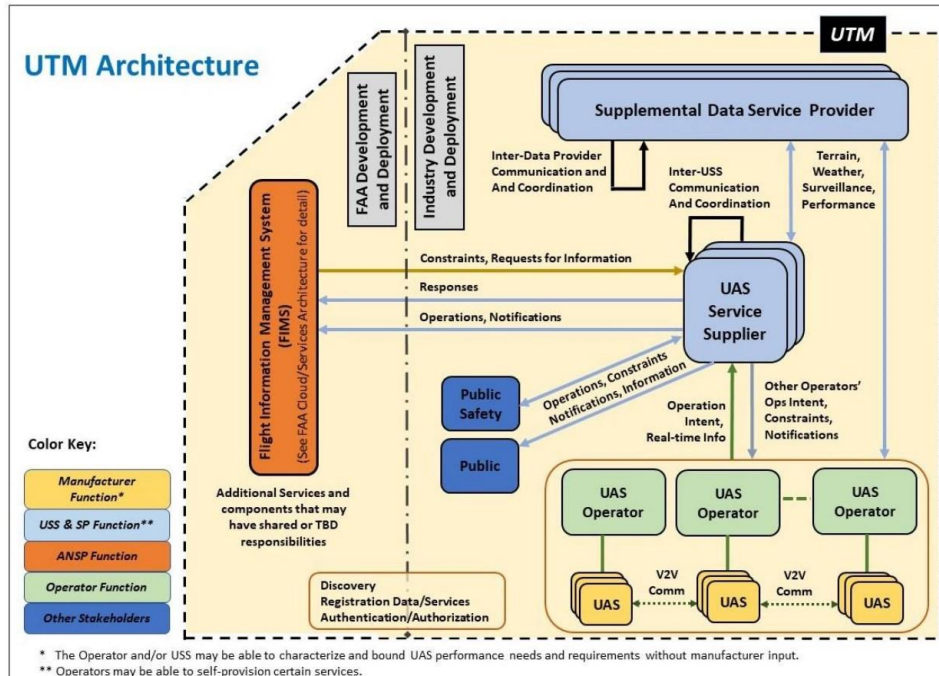 UTM
UTM Architecture
FAA Development
and Deployment
Industry Development
and Deployment
Supplemental Data Service Provider
Inter-Data Provider
Communication and
And Coordination
Inter-USS
Communication
And Coordination
Terrain,
Weather,
Surveillance,
Performance
Flight Information Management System
(FIMS)
(See FAA Cloud/Services Architecture for detail)
Constraints, Requests for Information
Responses
Operations, Notifications
UAS
Service
Supplier
Operations, Constraints
Notifications, Information
Public
Safety
Public
Operation
Intent,
Real-time Info
Other Operators'
Ops Intent,
Constraints,
Notifications
Color Key:
Manufacturer
Function*
USS & SP Function**
ANSP Function
Operator Function
Other Stakeholders
Additional Services and
components that may
have shared or TBD
responsibilities
Discovery
Registration Data/Services
Authentication/Authorization
UAS
Operator
UAS
Operator
UAS
Operator
UAS
V2V
Comm
UAS
V2V
Comm
UAS
* The Operator and/or USS may be able to characterize and bound UAS performance needs and requirements without manufacturer input.
** Operators may be able to self-provision certain services.